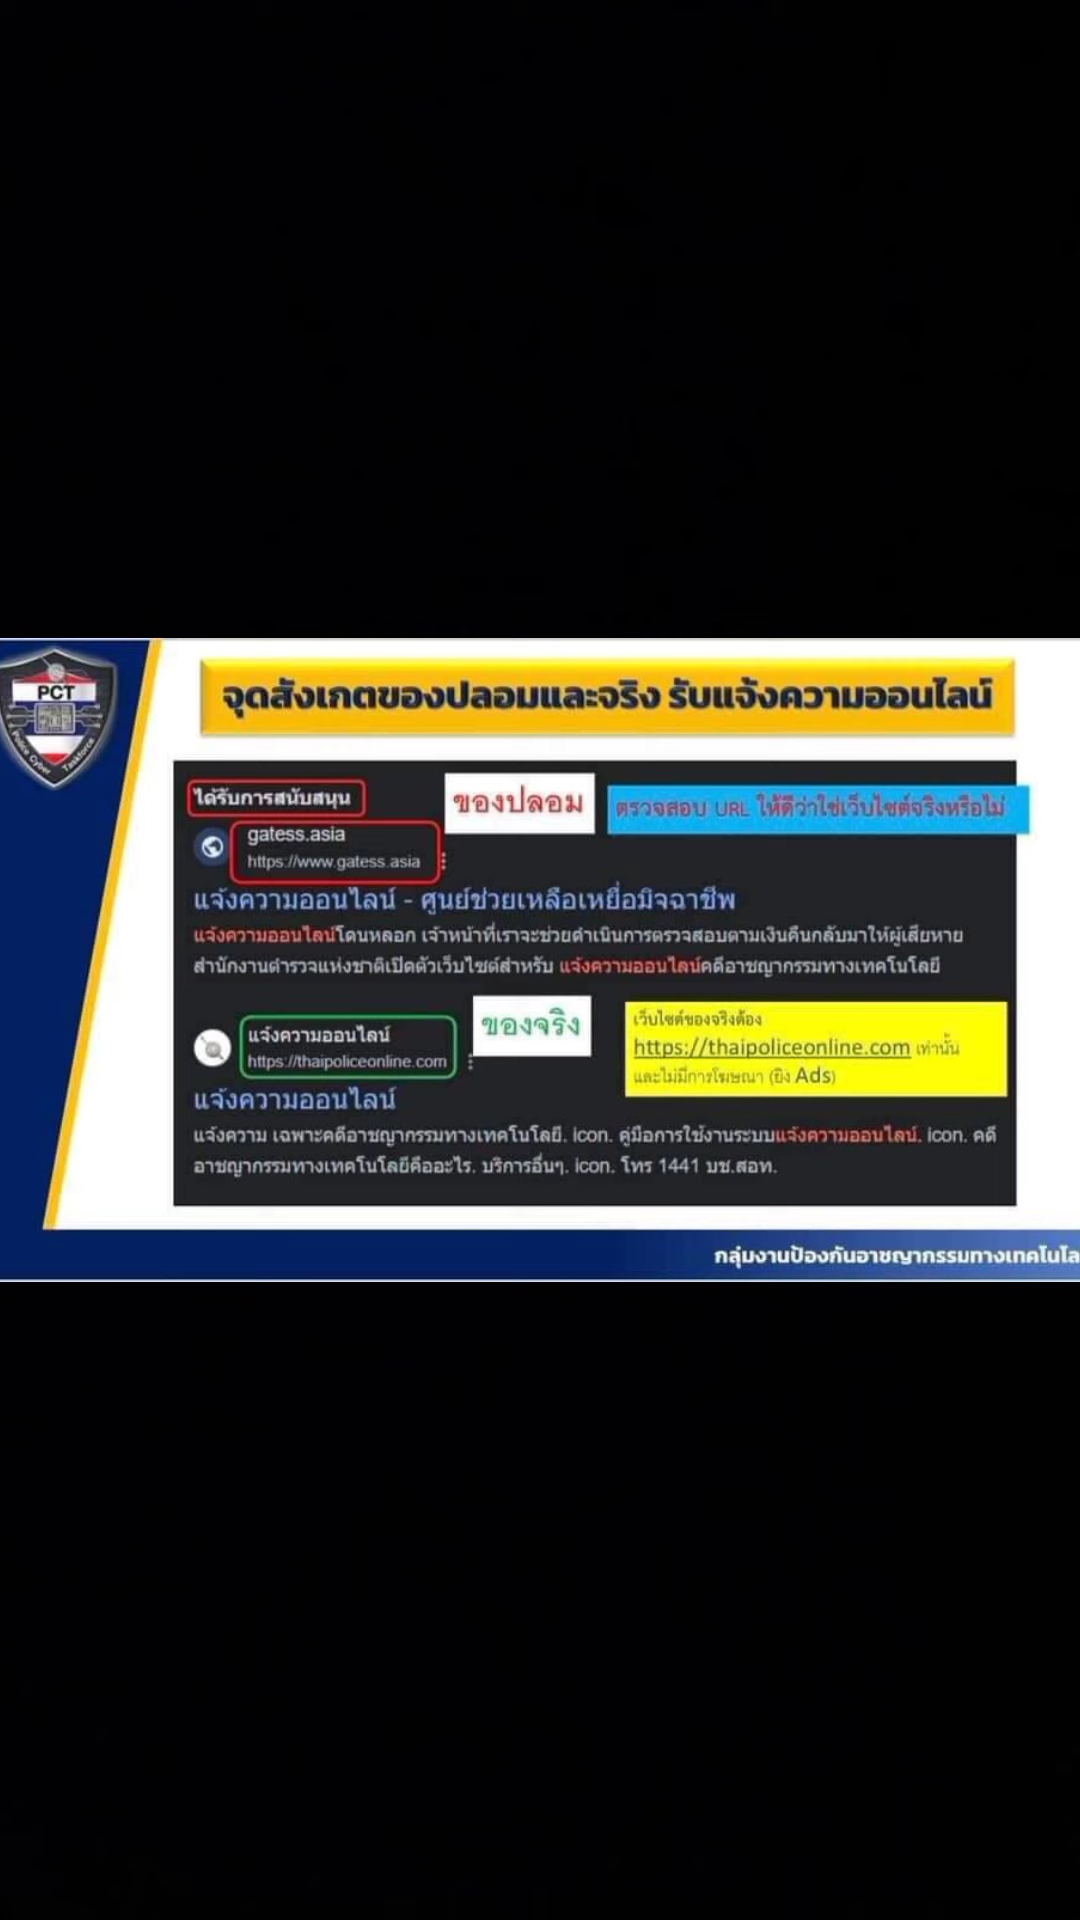 PCT
Police Cyber Taskforce
จุดสังเกตของปลอมและจริง รับแจ้งความออนไลน์
ได้รับการสนับสนุน
ของปลอม
ตรวจสอบ URL ให้ดีว่าใช่เว็บไซต์จริงหรือไม่
gatess.asia
https://www.gatess.asia
แจ้งความออนไลน์ - ศูนย์ช่วยเหลือเหยื่อมิจฉาชีพ
แจ้งความออนไลน์โดนหลอก เจ้าหน้าที่เราจะช่วยดำเนินการตรวจสอบตามเงินคืนกลับมาให้ผู้เสียหาย
สำนักงานตำรวจแห่งชาติเปิดตัวเว็บไซต์สำหรับ แจ้งความออนไลน์คดีอาชญากรรมทางเทคโนโลยี
ของจริง
แจ้งความออนไลน์
https://thaipoliceonline.com
เว็บไซต์ของจริงต้อง
https://thaipoliceonline.com เท่านั้น
และไม่มีการโฆษณา (ยิง Ads)
แจ้งความออนไลน์
แจ้งความ เฉพาะคดีอาชญากรรมทางเทคโนโลยี. icon. คู่มือการใช้งานระบบแจ้งความออนไลน์. icon. คดี
อาชญากรรมทางเทคโนโลยีคืออะไร. บริการอื่นๆ. icon. โทร 1441 บช.สอท.
กลุ่มงานป้องกันอาชญากรรมทางเทคโนโล